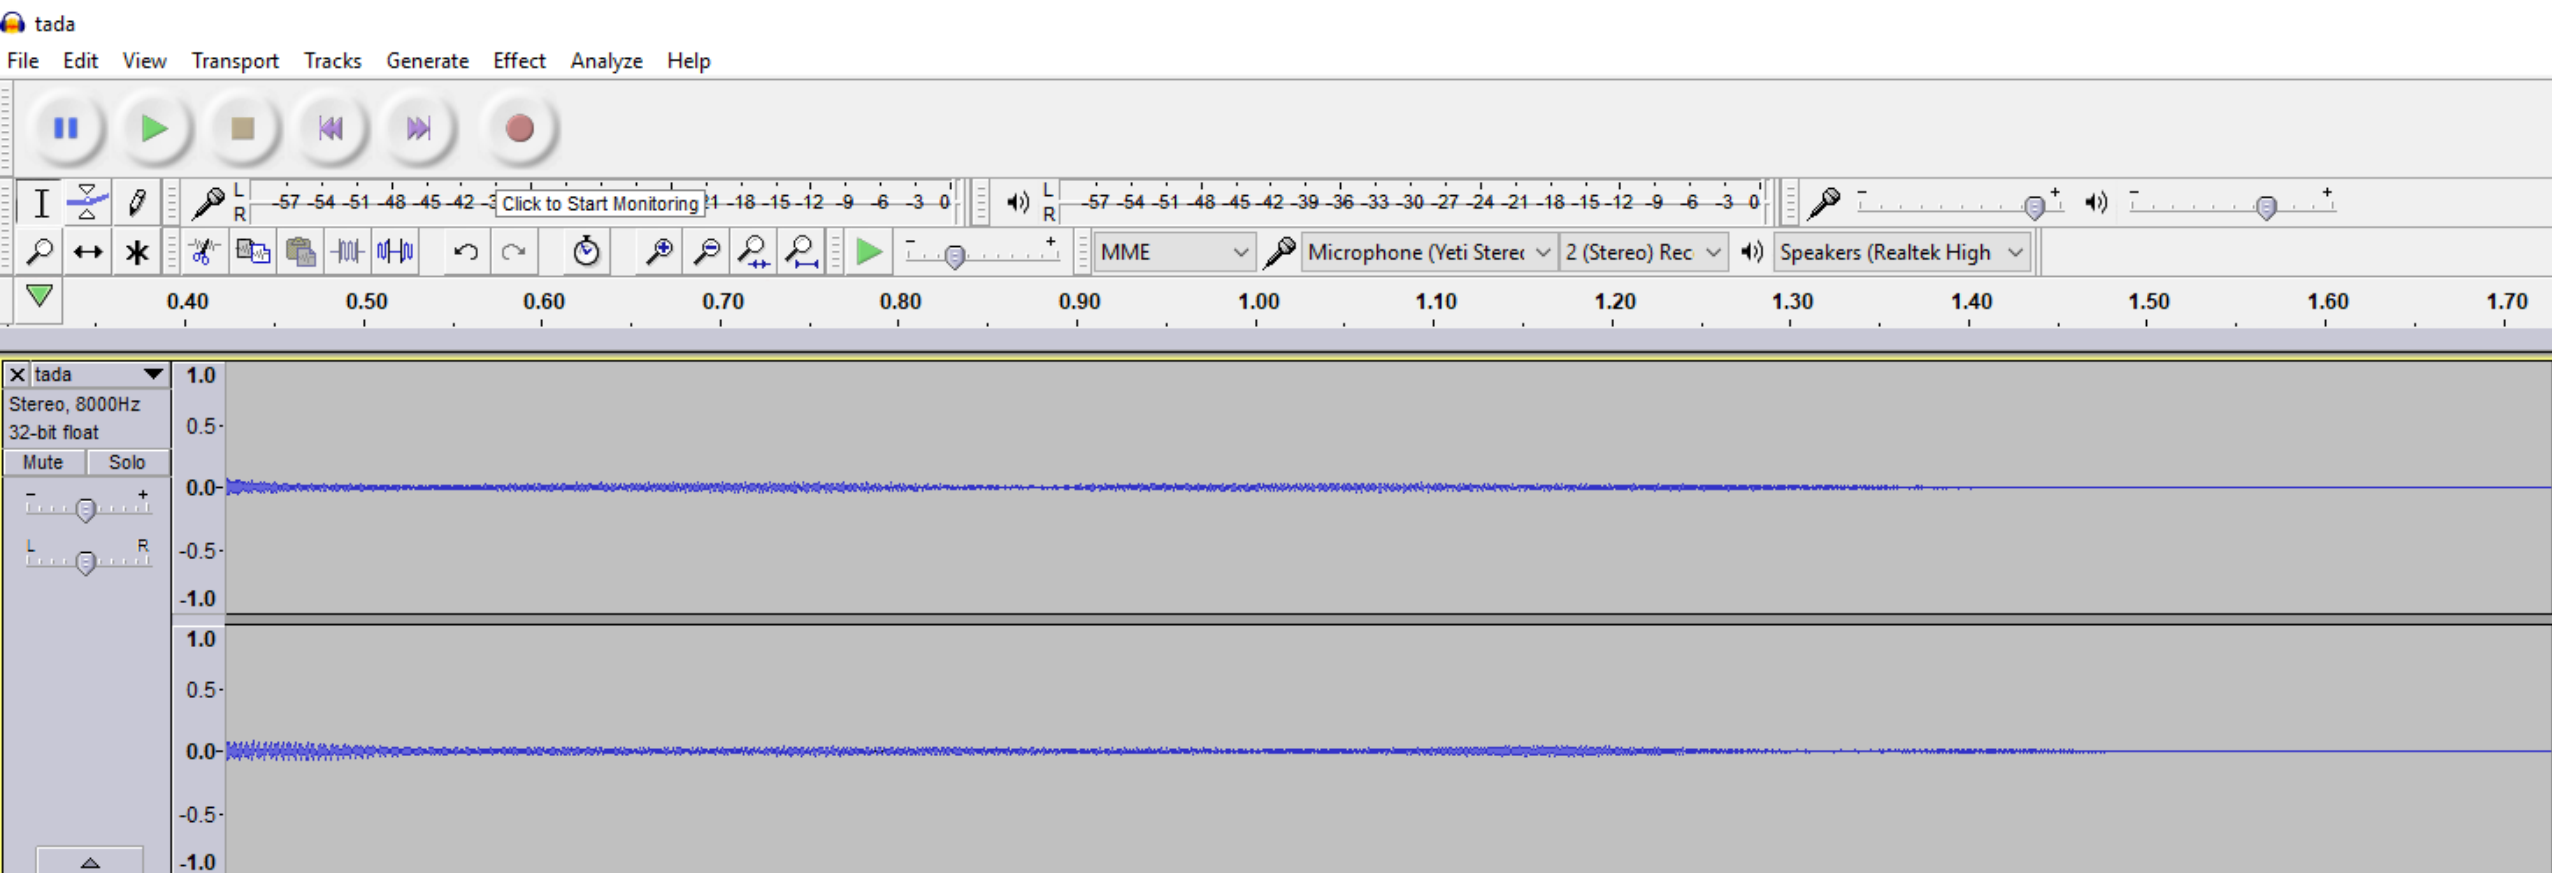 tada
File Edit View Transport Tracks Generate Effect Analyze Help
L
R
-57 -54 -51 -48 -45 -42 -3 Click to Start Monitoring 21 -18 -15 -12 -9 -6 -3 0
L
R
-57 -54 -51 -48 -45 -42 -39 -36 -33 -30 -27 -24 -21 -18 -15 -12 -9 -6 -3 0
- +
- +
- +
MME
Microphone (Yeti Stereo
2 (Stereo) Rec
Speakers (Realtek High
0.40 0.50 0.60 0.70 0.80 0.90 1.00 1.10 1.20 1.30 1.40 1.50 1.60 1.70
X tada
Stereo, 8000Hz
32-bit float
Mute Solo
- +
L R
1.0
0.5
0.0
-0.5
-1.0
1.0
0.5
0.0
-0.5
-1.0